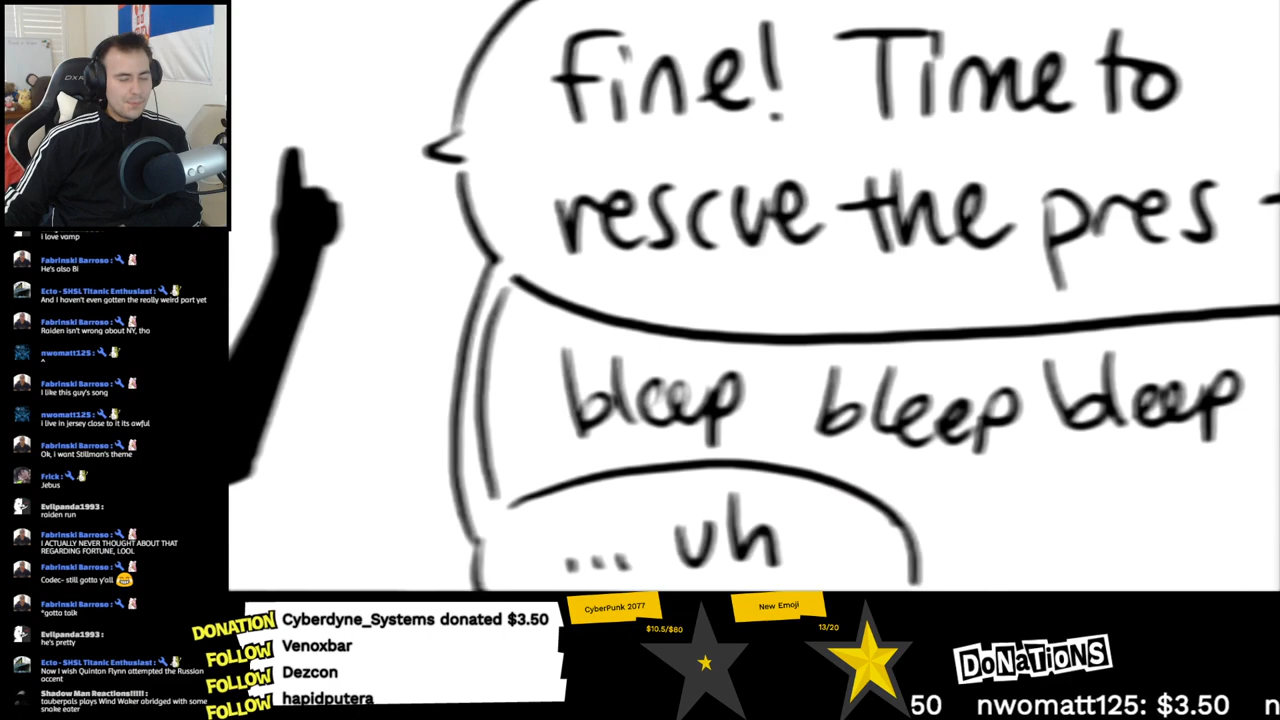 fine! Time to
rescue the pres -
bleep bleep bleep
... uh
DXR
i love vamp
Fabrinski Barroso :
He's also Bi
Ecto - SHSL Titanic Enthusiast :
And I haven't even gotten the really weird part yet
Fabrinski Barroso :
Raiden isn't wrong about NY, tho
nwomatt125 :
^
Fabrinski Barroso :
I like this guy's song
nwomatt125 :
i live in jersey close to it its awful
Fabrinski Barroso :
Ok, i want Stillman's theme
Frick :
Jebus
Evilpanda1993 :
raiden run
Fabrinski Barroso :
I ACTUALLY NEVER THOUGHT ABOUT THAT
REGARDING FORTUNE, LOOL
Fabrinski Barroso :
Codec- still gotta y'all
Fabrinski Barroso :
*gotta talk
Evilpanda1993 :
he's pretty
Ecto - SHSL Titanic Enthusiast :
Now I wish Quinton Flynn attempted the Russian
accent
Shadow Man Reactions!!!!! :
tauberpals plays Wind Waker abridged with some
snake eater
DONATION Cyberdyne_Systems donated $3.50
FOLLOW Venoxbar
FOLLOW Dezcon
FOLLOW hapidputera
CyberPunk 2077
$10.5/$60
New Emoji
13/20
DONATIONS
50 nwomatt125: $3.50 n